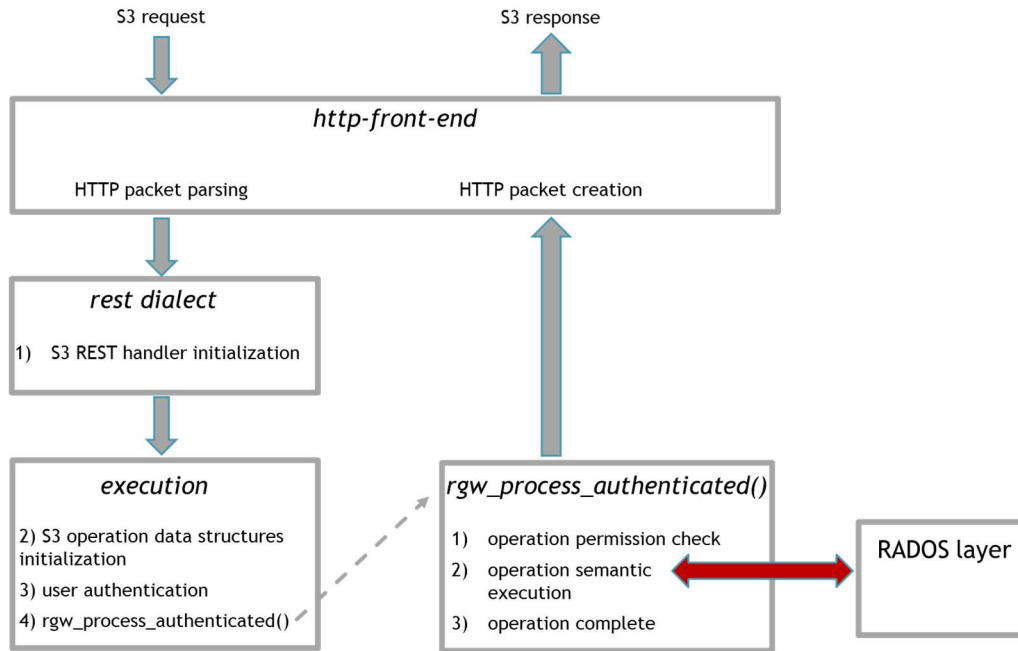 S3 request
S3 response
http-front-end
HTTP packet parsing
HTTP packet creation
rest dialect
1) S3 REST handler initialization
execution
2) S3 operation data structures
initialization
3) user authentication
4) rgw_process_authenticated()
rgw_process_authenticated()
1) operation permission check
2) operation semantic
execution
3) operation complete
RADOS layer